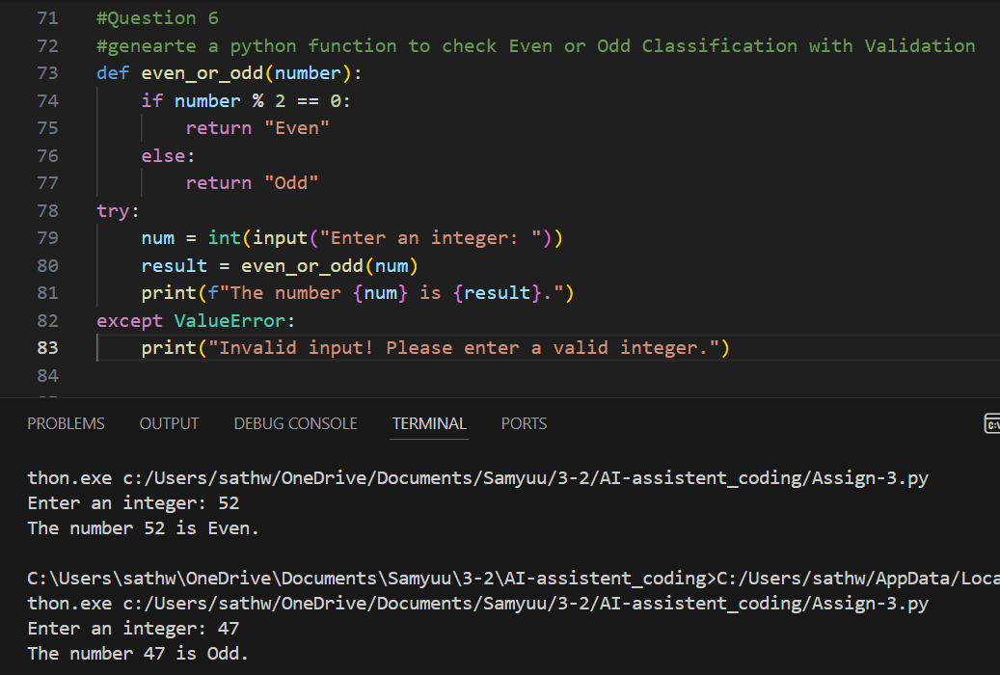 71 #Question 6
72 #genearte a python function to check Even or Odd Classification with Validation
73 def even_or_odd(number):
74     if number % 2 == 0:
75         return "Even"
76     else:
77         return "Odd"
78 try:
79     num = int(input("Enter an integer: "))
80     result = even_or_odd(num)
81     print(f"The number {num} is {result}.")
82 except ValueError:
83     print("Invalid input! Please enter a valid integer.")
84
PROBLEMS OUTPUT DEBUG CONSOLE TERMINAL PORTS
thon.exe c:/Users/sathw/OneDrive/Documents/Samyuu/3-2/AI-assistent_coding/Assign-3.py
Enter an integer: 52
The number 52 is Even.
C:\Users\sathw\OneDrive\Documents\Samyuu\3-2\AI-assistent_coding>C:/Users/sathw/AppData/Loca
thon.exe c:/Users/sathw/OneDrive/Documents/Samyuu/3-2/AI-assistent_coding/Assign-3.py
Enter an integer: 47
The number 47 is Odd.